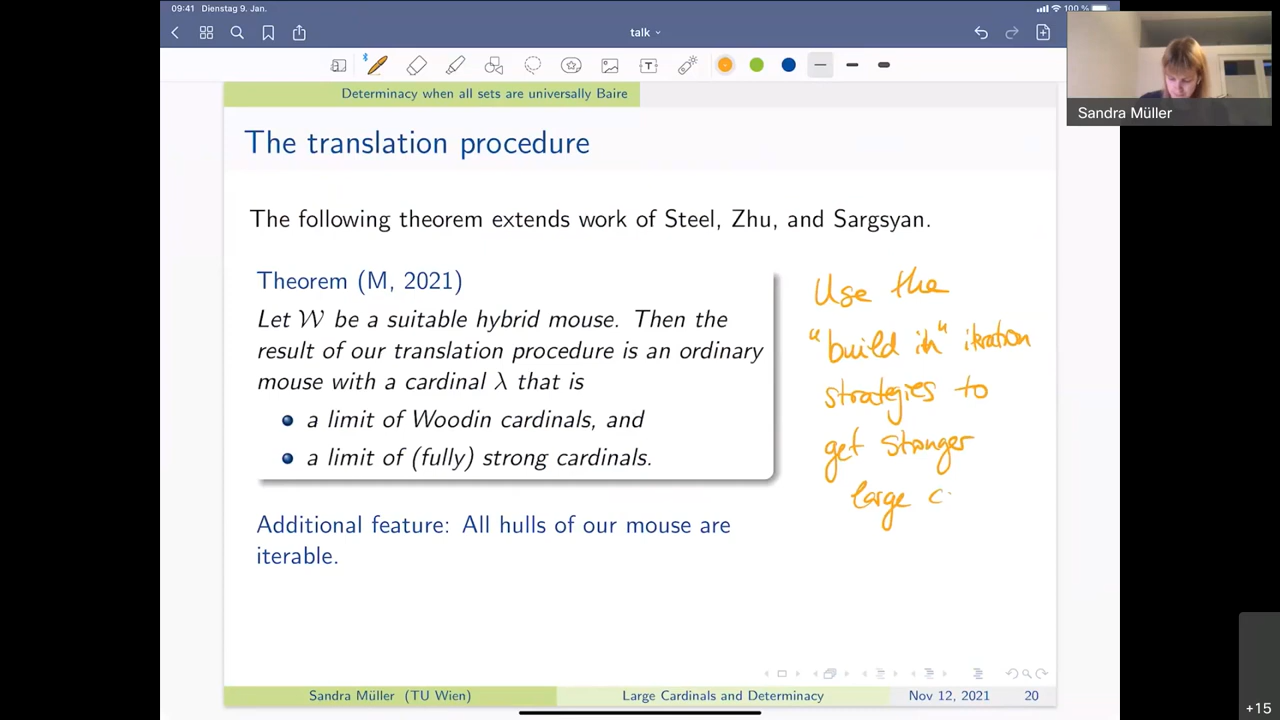 09:41 Dienstag 9. Jan.
100 %
talk
Sandra Müller
Determinacy when all sets are universally Baire
The translation procedure
The following theorem extends work of Steel, Zhu, and Sargsyan.
Theorem (M, 2021)
Let W be a suitable hybrid mouse. Then the
result of our translation procedure is an ordinary
mouse with a cardinal λ that is
a limit of Woodin cardinals, and
a limit of (fully) strong cardinals.
Additional feature: All hulls of our mouse are
iterable.
Use the
"build in" itration
strategies to
get stronger
large c
Sandra Müller (TU Wien)
Large Cardinals and Determinacy
Nov 12, 2021
20
+15